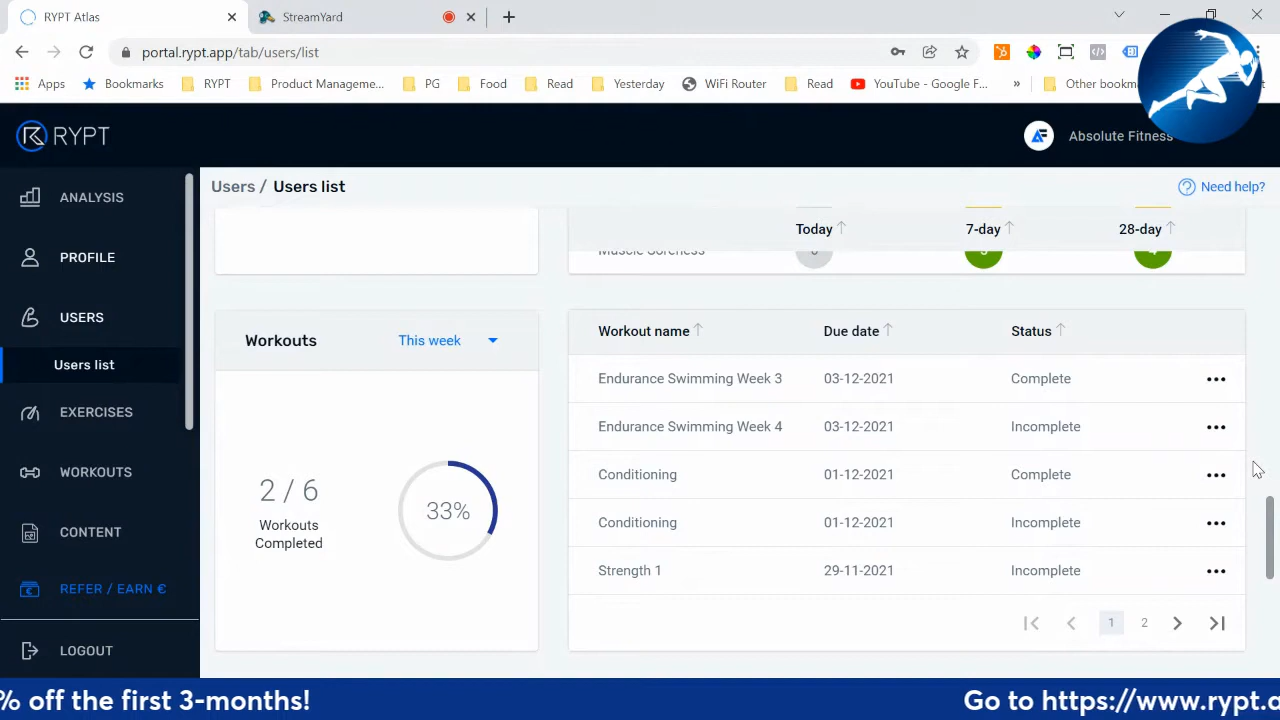 RYPT Atlas
StreamYard
portal.rypt.app/tab/users/list
Apps
Bookmarks
RYPT
Product Manageme...
PG
Food
Read
Yesterday
WiFi Router
Read
YouTube - Google F...
»
Other bookm
RYPT
Absolute Fitness
ANALYSIS
PROFILE
USERS
Users list
EXERCISES
WORKOUTS
CONTENT
REFER / EARN €
LOGOUT
Users / Users list
Need help?
Today
7-day
28-day
Muscle Soreness
Workouts
This week
2 / 6
Workouts
Completed
33%
Workout name
Due date
Status
Endurance Swimming Week 3 03-12-2021 Complete
Endurance Swimming Week 4 03-12-2021 Incomplete
Conditioning 01-12-2021 Complete
Conditioning 01-12-2021 Incomplete
Strength 1 29-11-2021 Incomplete
1
2
% off the first 3-months!
Go to https://www.rypt.